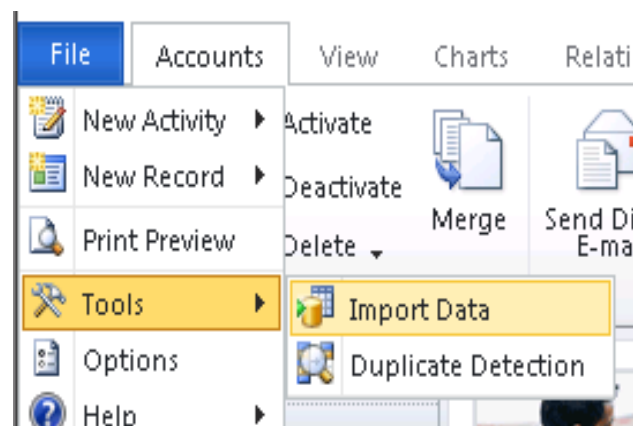 File Accounts View Charts Relati
New Activity
New Record
Print Preview
Tools
Options
Help
Activate
Deactivate
Delete
Merge
Send Di
E-ma
Import Data
Duplicate Detection